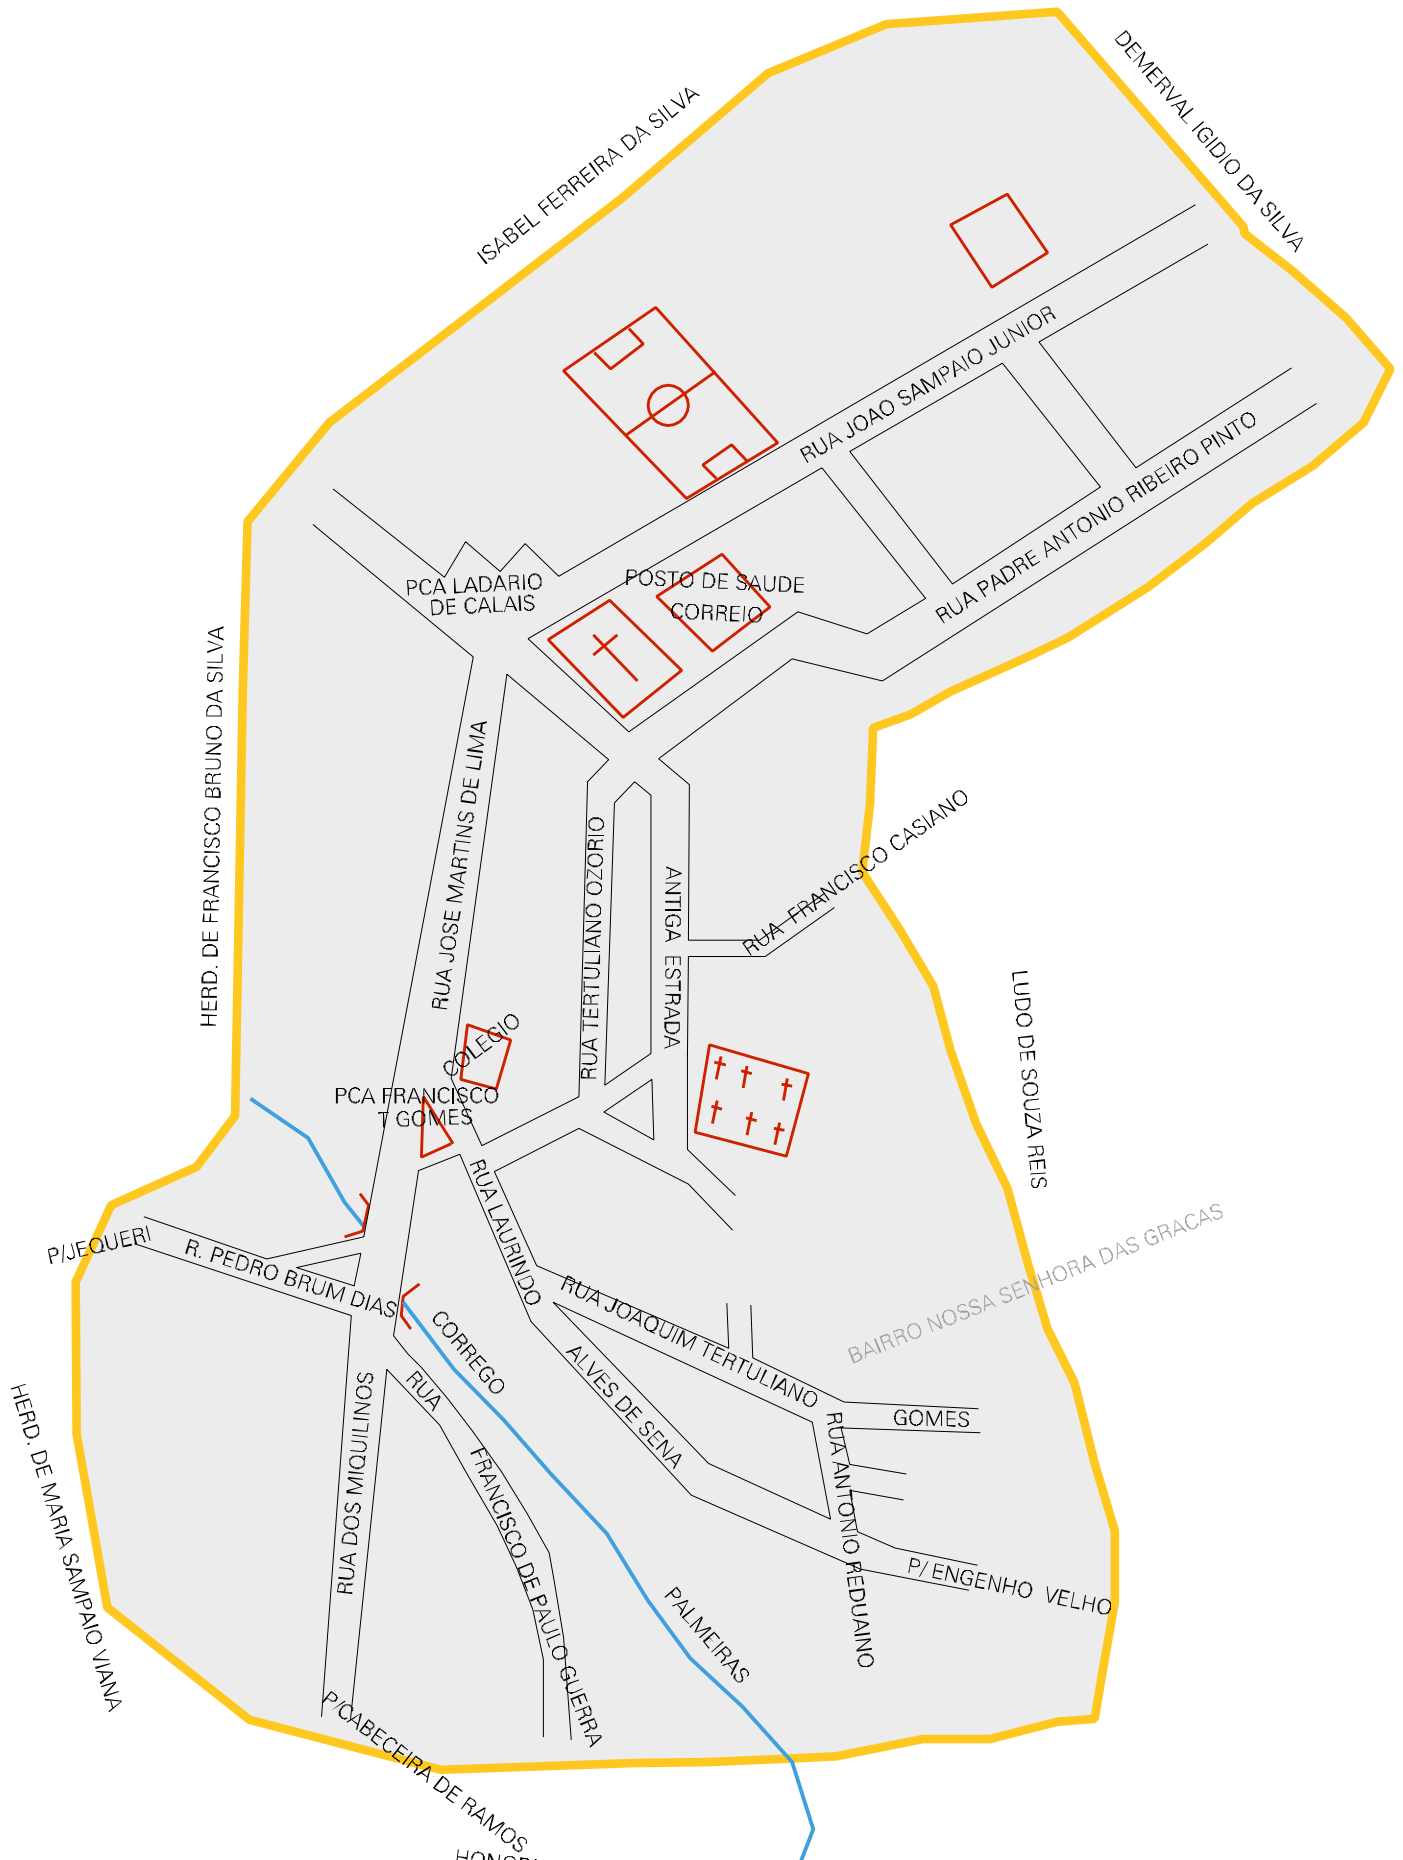 DEMERVAL IGIDIO DA SILVA
ISABEL FERREIRA DA SILVA
RUA JOAO SAMPAIO JUNIOR
RUA PADRE ANTONIO RIBEIRO PINTO
PCA LADARIO
DE CALAIS
POSTO DE SAUDE
CORREIO
HERD. DE FRANCISCO BRUNO DA SILVA
RUA JOSE MARTINS DE LIMA
RUA TERTULIANO OZORIO
ANTIGA ESTRADA
RUA FRANCISCO CASIANO
LUDO DE SOUZA REIS
COLEGIO
PCA FRANCISCO
T GOMES
P/JEQUERI
R. PEDRO BRUM DIAS
RUA LAURINDO
ALVES DE SENA
RUA JOAQUIM TERTULIANO
GOMES
BAIRRO NOSSA SENHORA DAS GRACAS
CORREGO
PALMEIRAS
RUA
FRANCISCO DE PAULO GUERRA
RUA DOS MIQUILINOS
RUA ANTONIO REDUAINO
P/ ENGENHO VELHO
HERD. DE MARIA SAMPAIO VIANA
P/CABECEIRA DE RAMOS